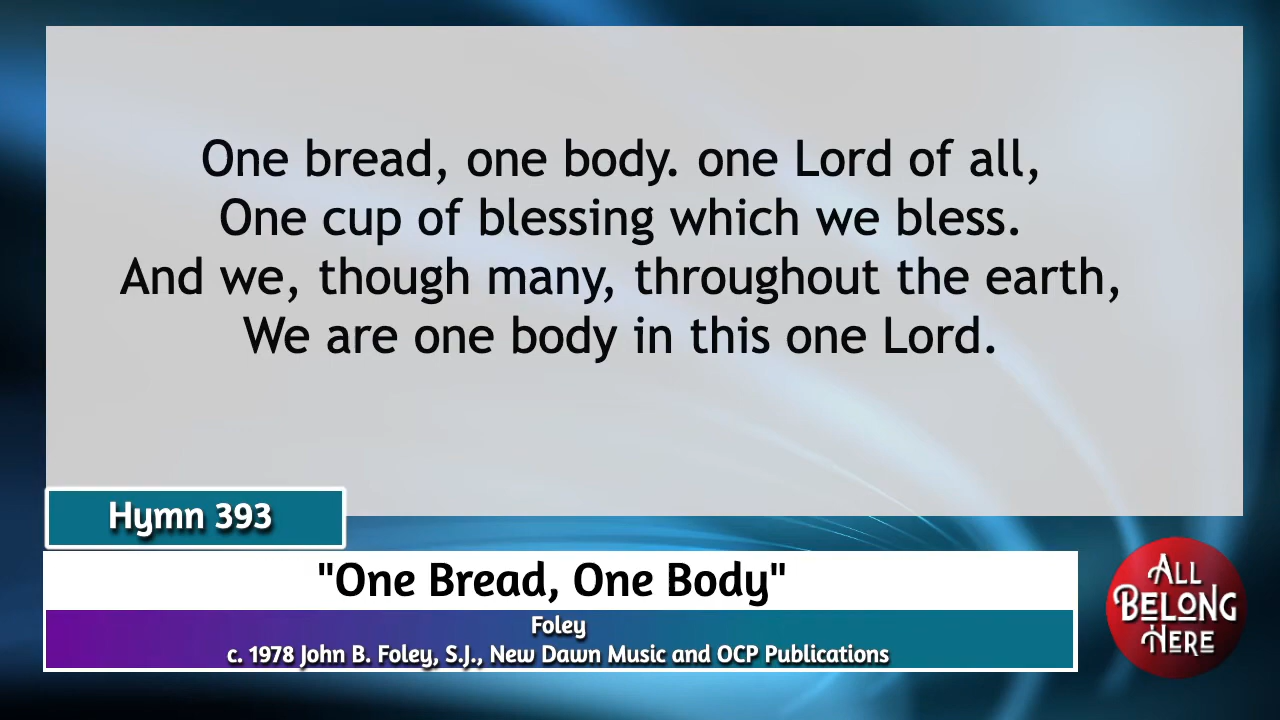 One bread, one body. one Lord of all,
One cup of blessing which we bless.
And we, though many, throughout the earth,
We are one body in this one Lord.
Hymn 393
"One Bread, One Body"
Foley
c. 1978 John B. Foley, S.J., New Dawn Music and OCP Publications
ALL
BELONG
HERE